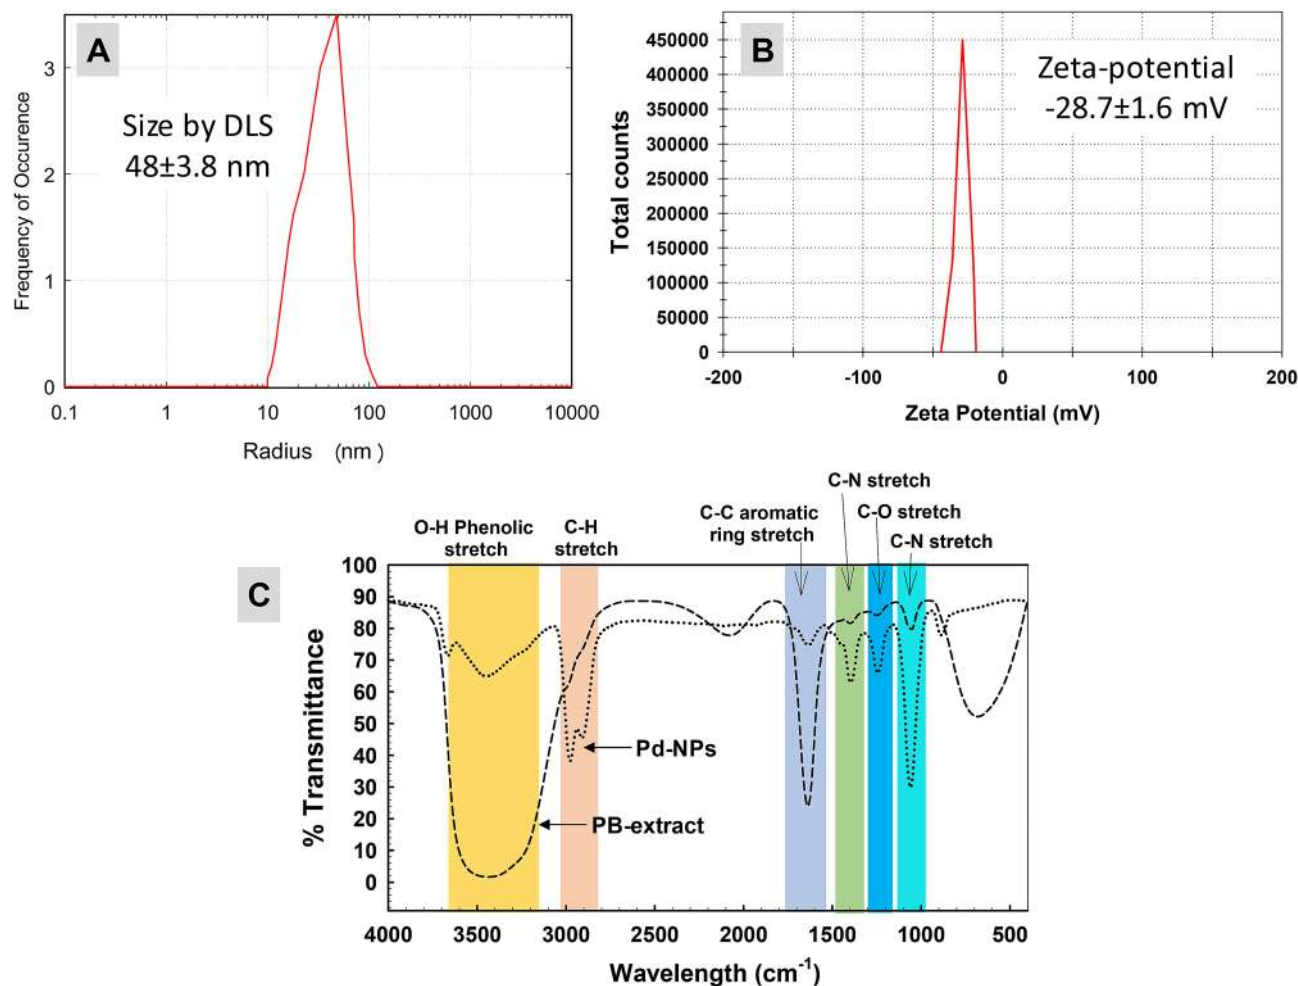 A
Size by DLS
48±3.8 nm
Frequency of Occurence
3
2
1
0
0.1 1 10 100 1000 10000
Radius (nm)
B
Zeta-potential
-28.7±1.6 mV
Total counts
450000
400000
350000
300000
250000
200000
150000
100000
50000
0
-200 -100 0 100 200
Zeta Potential (mV)
C
O-H Phenolic
stretch
C-H
stretch
C-C aromatic
ring stretch
C-N stretch
C-O stretch
C-N stretch
% Transmittance
100
90
80
70
60
50
40
30
20
10
0
Pd-NPs
PB-extract
4000 3500 3000 2500 2000 1500 1000 500
Wavelength (cm⁻¹)